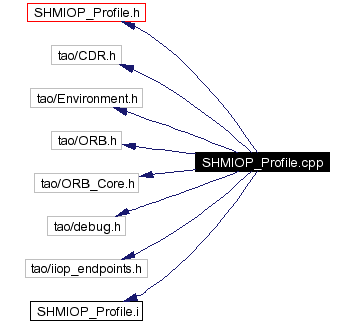 SHMIOP_Profile.h
tao/CDR.h
tao/Environment.h
tao/ORB.h
SHMIOP_Profile.cpp
tao/ORB_Core.h
tao/debug.h
tao/iiop_endpoints.h
SHMIOP_Profile.i